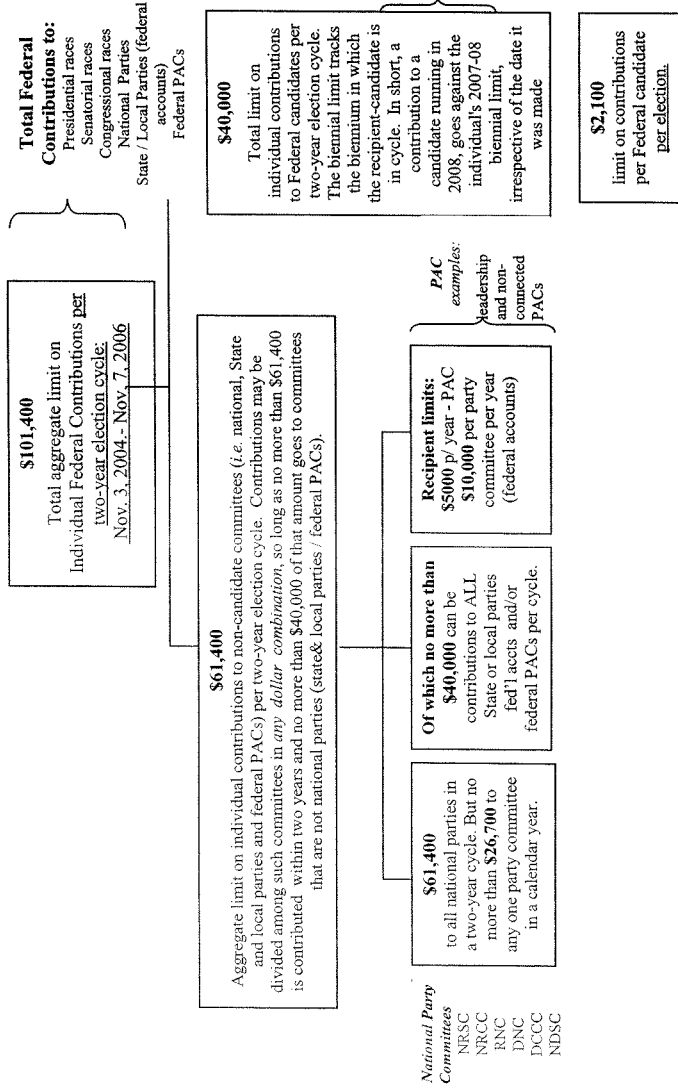 $101,400
Total aggregate limit on
Individual Federal Contributions per
two-year election cycle:
Nov. 3, 2004.- Nov. 7, 2006
Total Federal
Contributions to:
Presidential races
Senatorial races
Congressional races
National Parties
State / Local Parties (federal
accounts)
Federal PACs
$61,400
Aggregate limit on individual contributions to non-candidate committees (i.e. national, State
and local parties and federal PACs) per two-year election cycle. Contributions may be
divided among such committees in any dollar combination, so long as no more than $61,400
is contributed within two years and no more than $40,000 of that amount goes to committees
that are not national parties (state& local parties / federal PACs).
$40,000
Total limit on
individual contributions
to Federal candidates per
two-year election cycle.
The biennial limit tracks
the biennium in which
the recipient-candidate is
in cycle. In short, a
contribution to a
candidate running in
2008, goes against the
individual's 2007-08
biennial limit,
irrespective of the date it
was made
National Party
Committees
NRSC
NRCC
RNC
DNC
DCCC
NDSC
$61,400
to all national parties in
a two-year cycle. But no
more than $26,700 to
any one party committee
in a calendar year.
Of which no more than
$40,000 can be
contributions to ALL
State or local parties
fed'l accts and/or
federal PACs per cycle.
Recipient limits:
$5000 p/ year - PAC
$10,000 per party
committee per year
(federal accounts)
PAC
examples:
leadership
and non-
connected
PACs
$2,100
limit on contributions
per Federal candidate
per election.